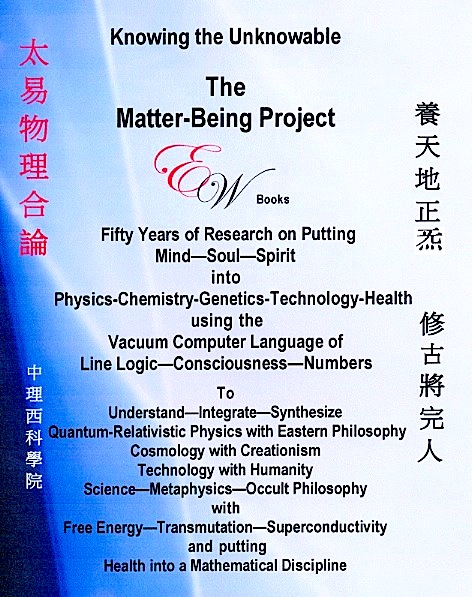 Knowing the Unknowable
The
Matter-Being Project
EW Books
Fifty Years of Research on Putting
Mind—Soul—Spirit
into
Physics-Chemistry-Genetics-Technology-Health
using the
Vacuum Computer Language of
Line Logic—Consciousness—Numbers
To
Understand—Integrate—Synthesize
Quantum-Relativistic Physics with Eastern Philosophy
Cosmology with Creationism
Technology with Humanity
Science—Metaphysics—Occult Philosophy
with
Free Energy—Transmutation—Superconductivity
and putting
Health into a Mathematical Discipline
太易物理合論
中理西科學院
養天地正炁
修古將完人